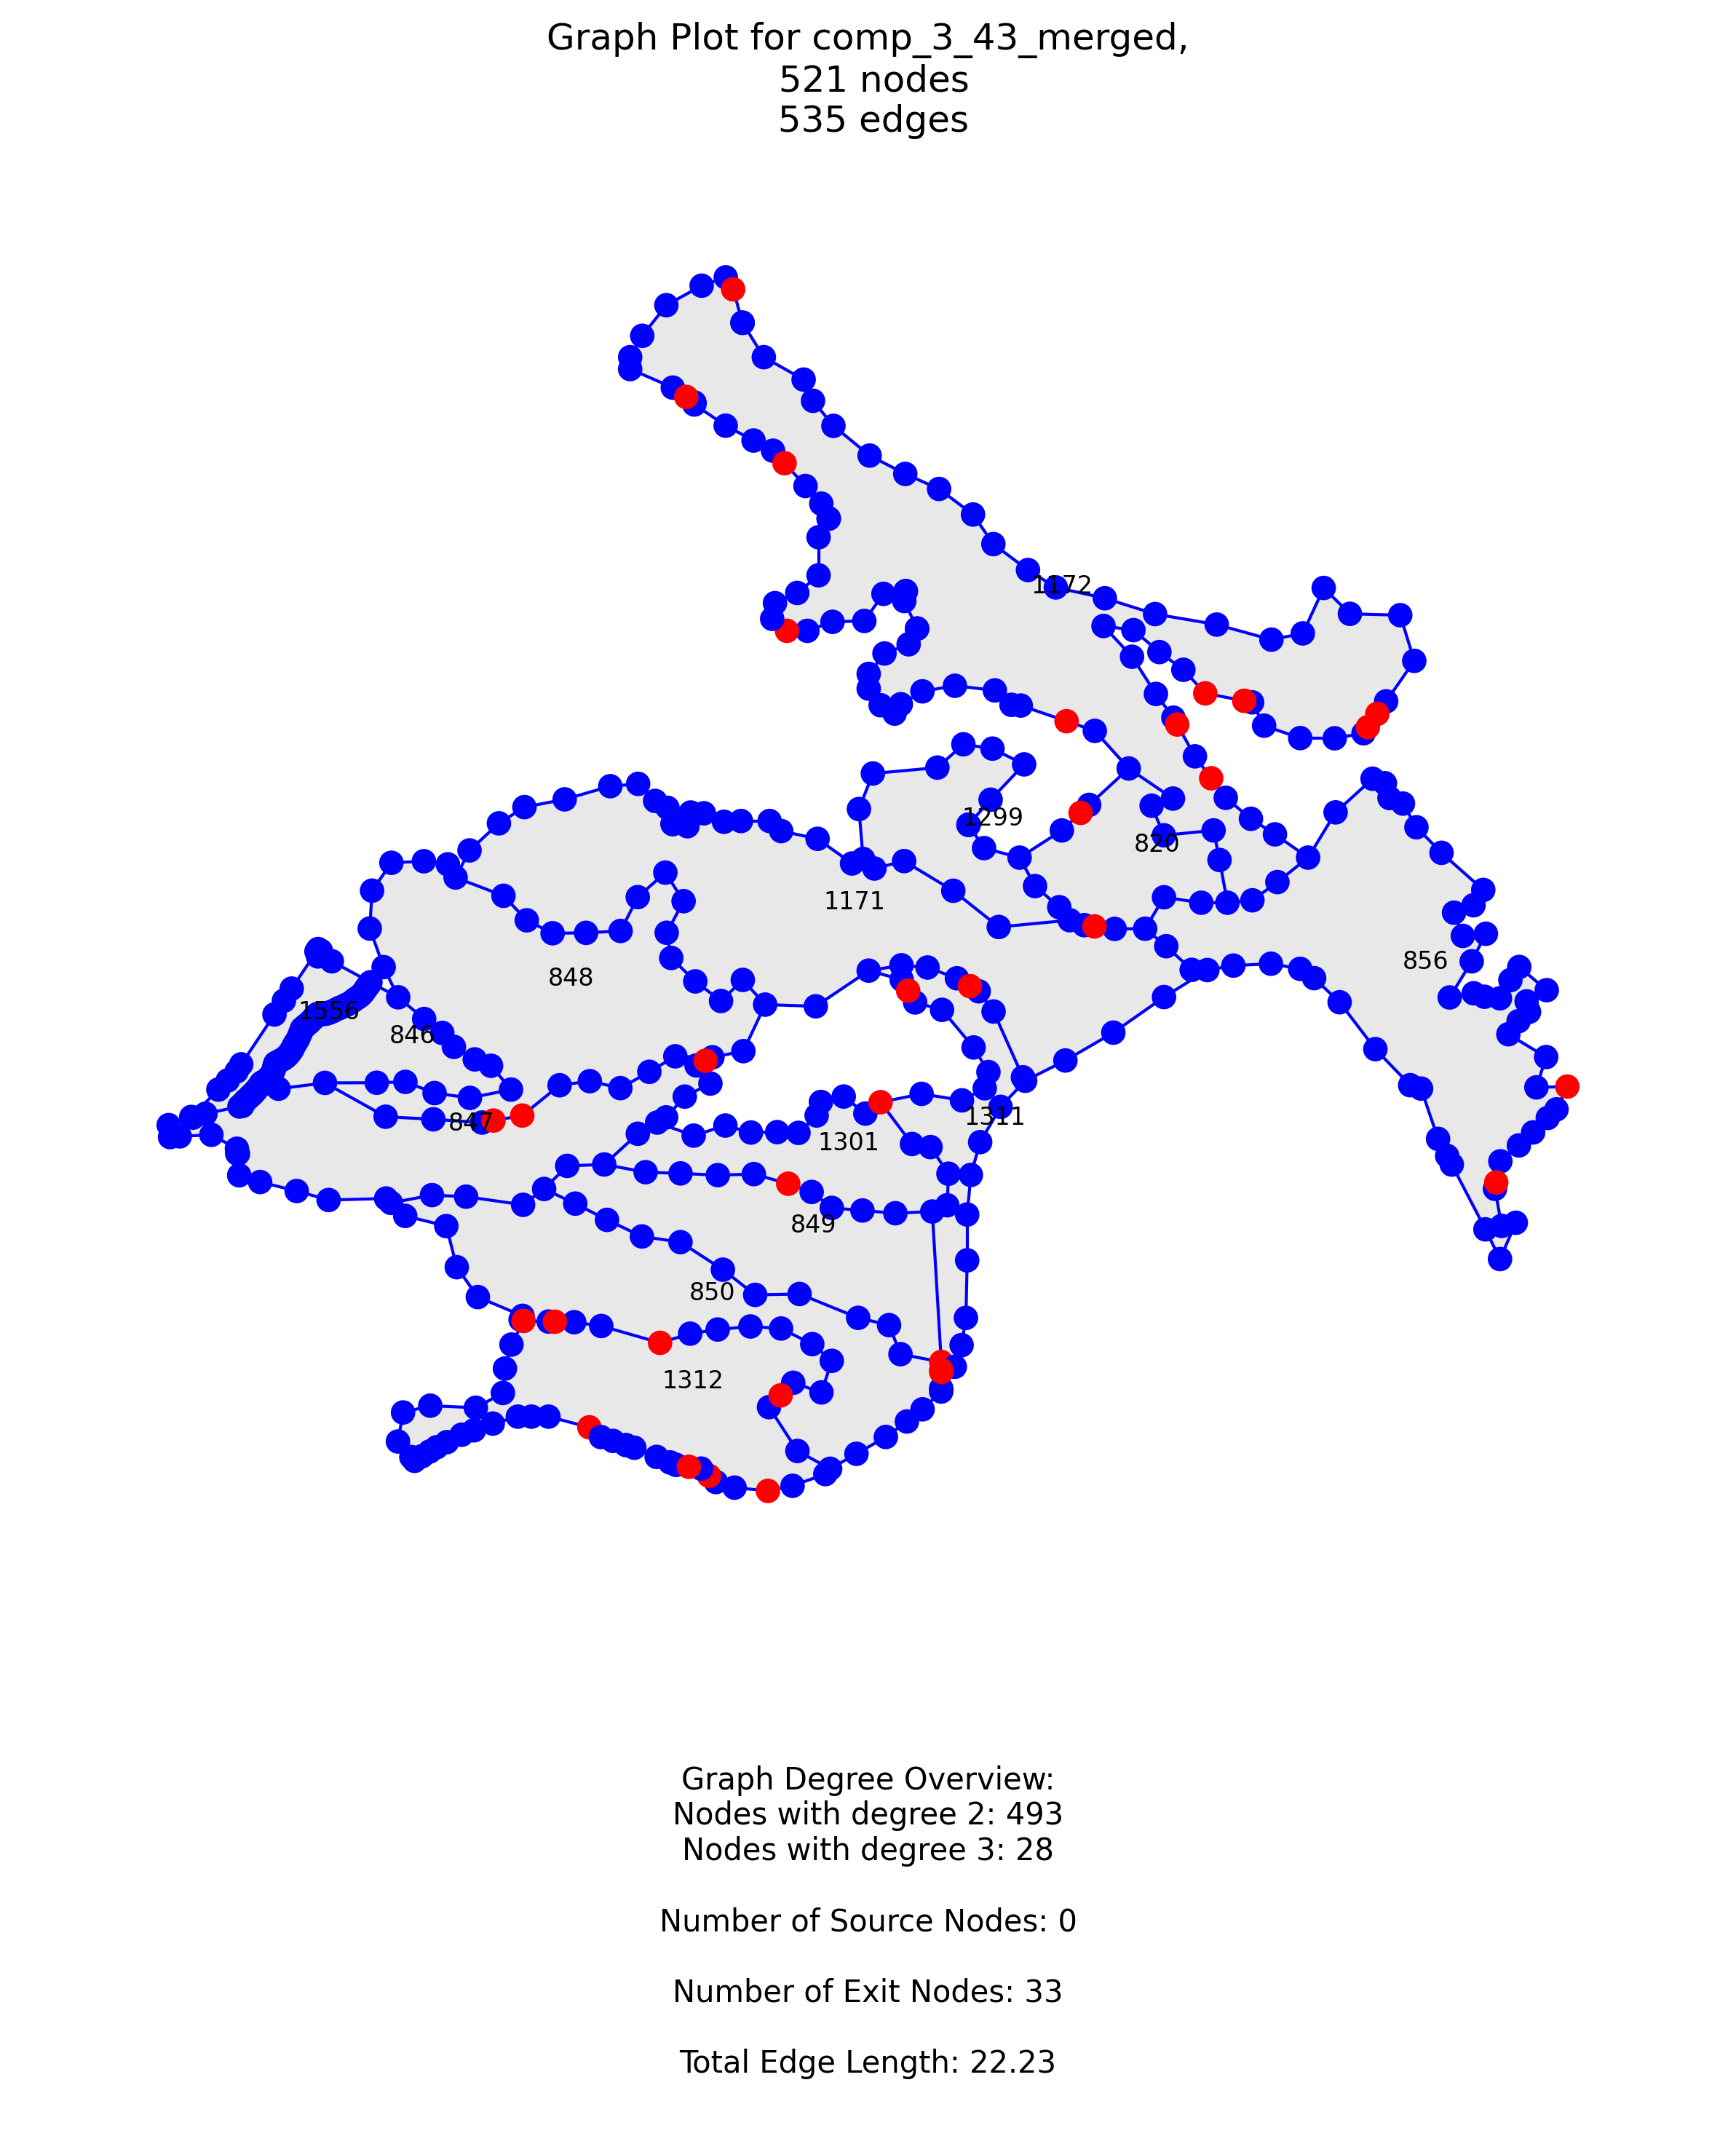 Graph Plot for comp_3_43_merged,
521 nodes
535 edges
1172
1299
820
1171
856
848
1556
846
847
1311
1301
849
850
1312
Graph Degree Overview:
Nodes with degree 2: 493
Nodes with degree 3: 28
Number of Source Nodes: 0
Number of Exit Nodes: 33
Total Edge Length: 22.23